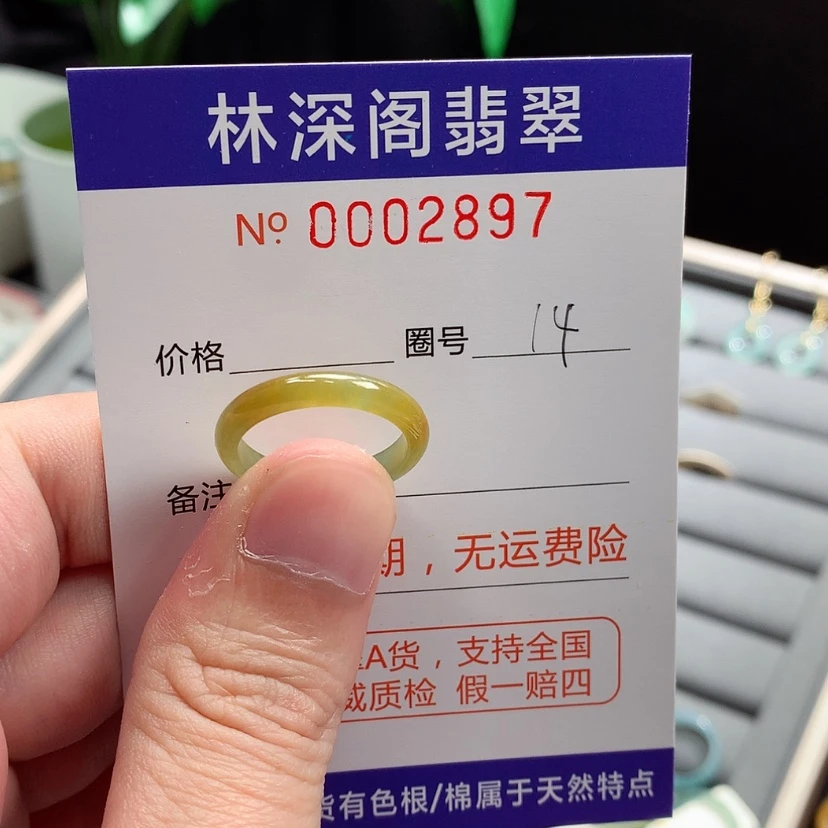 林深阁翡翠
Nº 0002897
价格 圈号 14
备注
期，无运费险
A货，支持全国
威质检 假一赔四
货有色根/棉属于天然特点